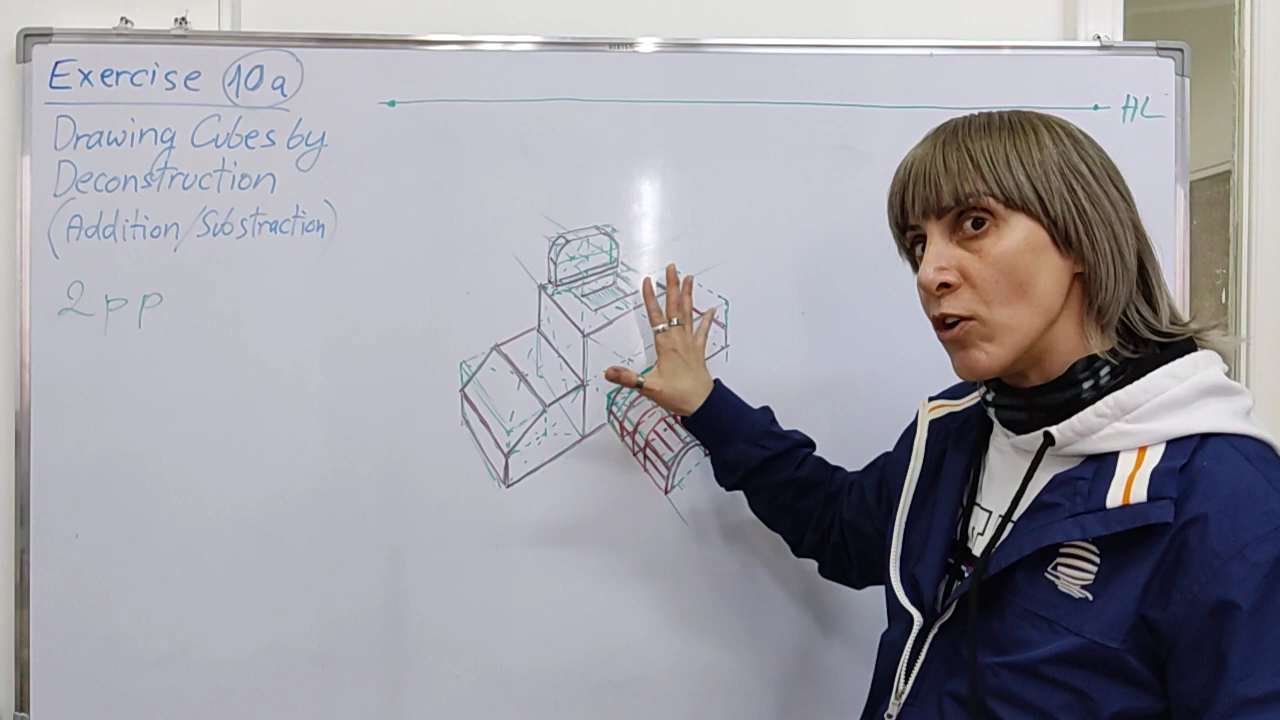 Exercise 10a
HL
Drawing Cubes by
Deconstruction
(Addition/Substraction)
2pp